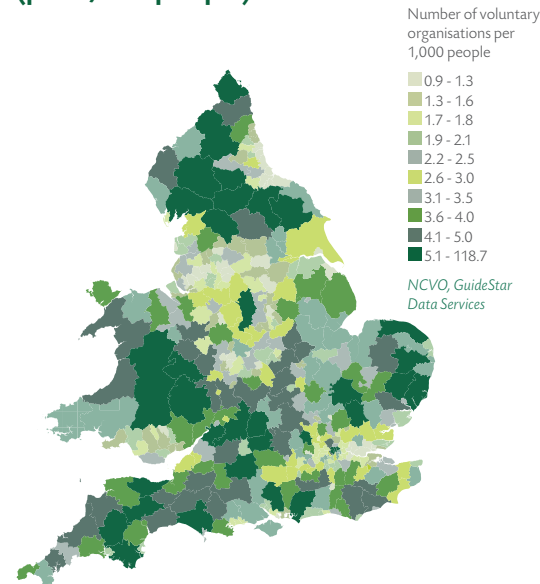 Number of voluntary
organisations per
1,000 people
0.9 - 1.3
1.3 - 1.6
1.7 - 1.8
1.9 - 2.1
2.2 - 2.5
2.6 - 3.0
3.1 - 3.5
3.6 - 4.0
4.1 - 5.0
5.1 - 118.7
NCVO, GuideStar
Data Services